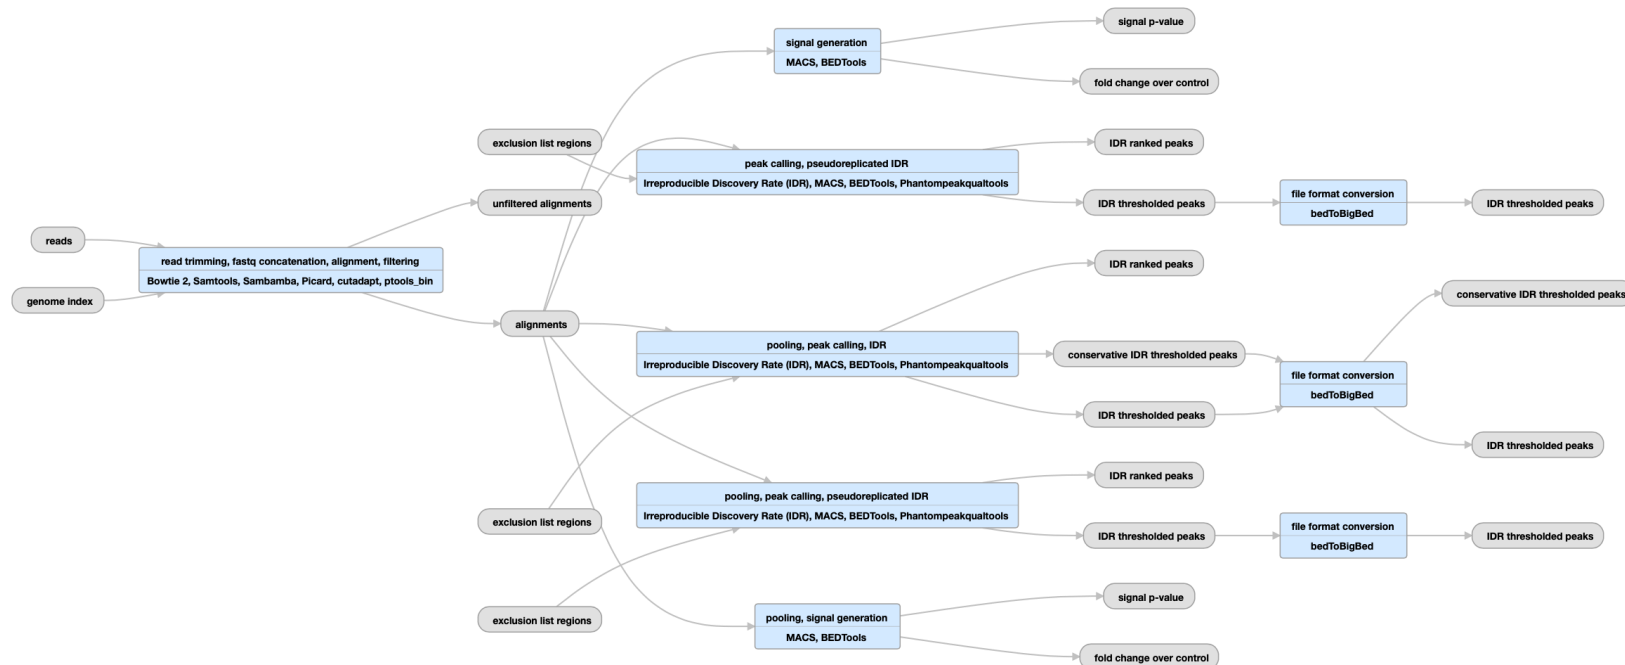 signal p-value
signal generation
MACS, BEDTools
fold change over control
exclusion list regions
IDR ranked peaks
peak calling, pseudoreplicated IDR
Irreproducible Discovery Rate (IDR), MACS, BEDTools, Phantompeakqualtools
unfiltered alignments
IDR thresholded peaks
file format conversion
bedToBigBed
IDR thresholded peaks
reads
read trimming, fastq concatenation, alignment, filtering
Bowtie 2, Samtools, Sambamba, Picard, cutadapt, ptools_bin
genome index
IDR ranked peaks
conservative IDR thresholded peaks
alignments
pooling, peak calling, IDR
Irreproducible Discovery Rate (IDR), MACS, BEDTools, Phantompeakqualtools
conservative IDR thresholded peaks
file format conversion
bedToBigBed
IDR thresholded peaks
IDR thresholded peaks
IDR ranked peaks
pooling, peak calling, pseudoreplicated IDR
Irreproducible Discovery Rate (IDR), MACS, BEDTools, Phantompeakqualtools
exclusion list regions
IDR thresholded peaks
file format conversion
bedToBigBed
IDR thresholded peaks
signal p-value
exclusion list regions
pooling, signal generation
MACS, BEDTools
fold change over control